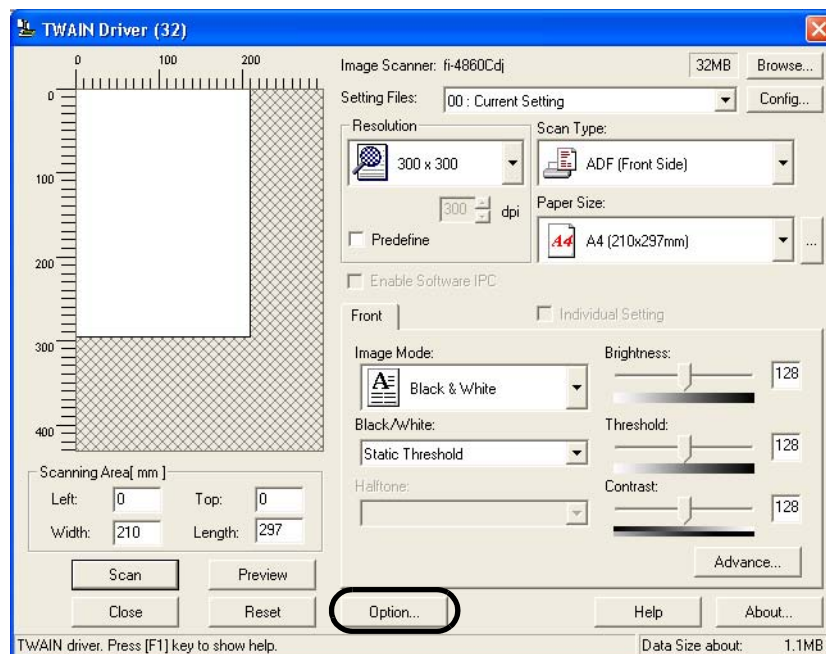 TWAIN Driver (32)
0 100 200
0
100
200
300
400
Image Scanner: fi-4860Cdj 32MB Browse...
Setting Files: 00 : Current Setting Config...
Resolution
300 x 300
300 dpi
Predefine
Scan Type:
ADF (Front Side)
Paper Size:
A4 A4 (210x297mm) ...
Enable Software IPC
Front Individual Setting
Image Mode:
Black & White
Black/White:
Static Threshold
Halftone:
Brightness:
128
Threshold:
128
Contrast:
128
Advance...
Scanning Area[ mm ]
Left: 0 Top: 0
Width: 210 Length: 297
Scan Preview
Close Reset Option... Help About...
TWAIN driver. Press [F1] key to show help. Data Size about: 1.1MB